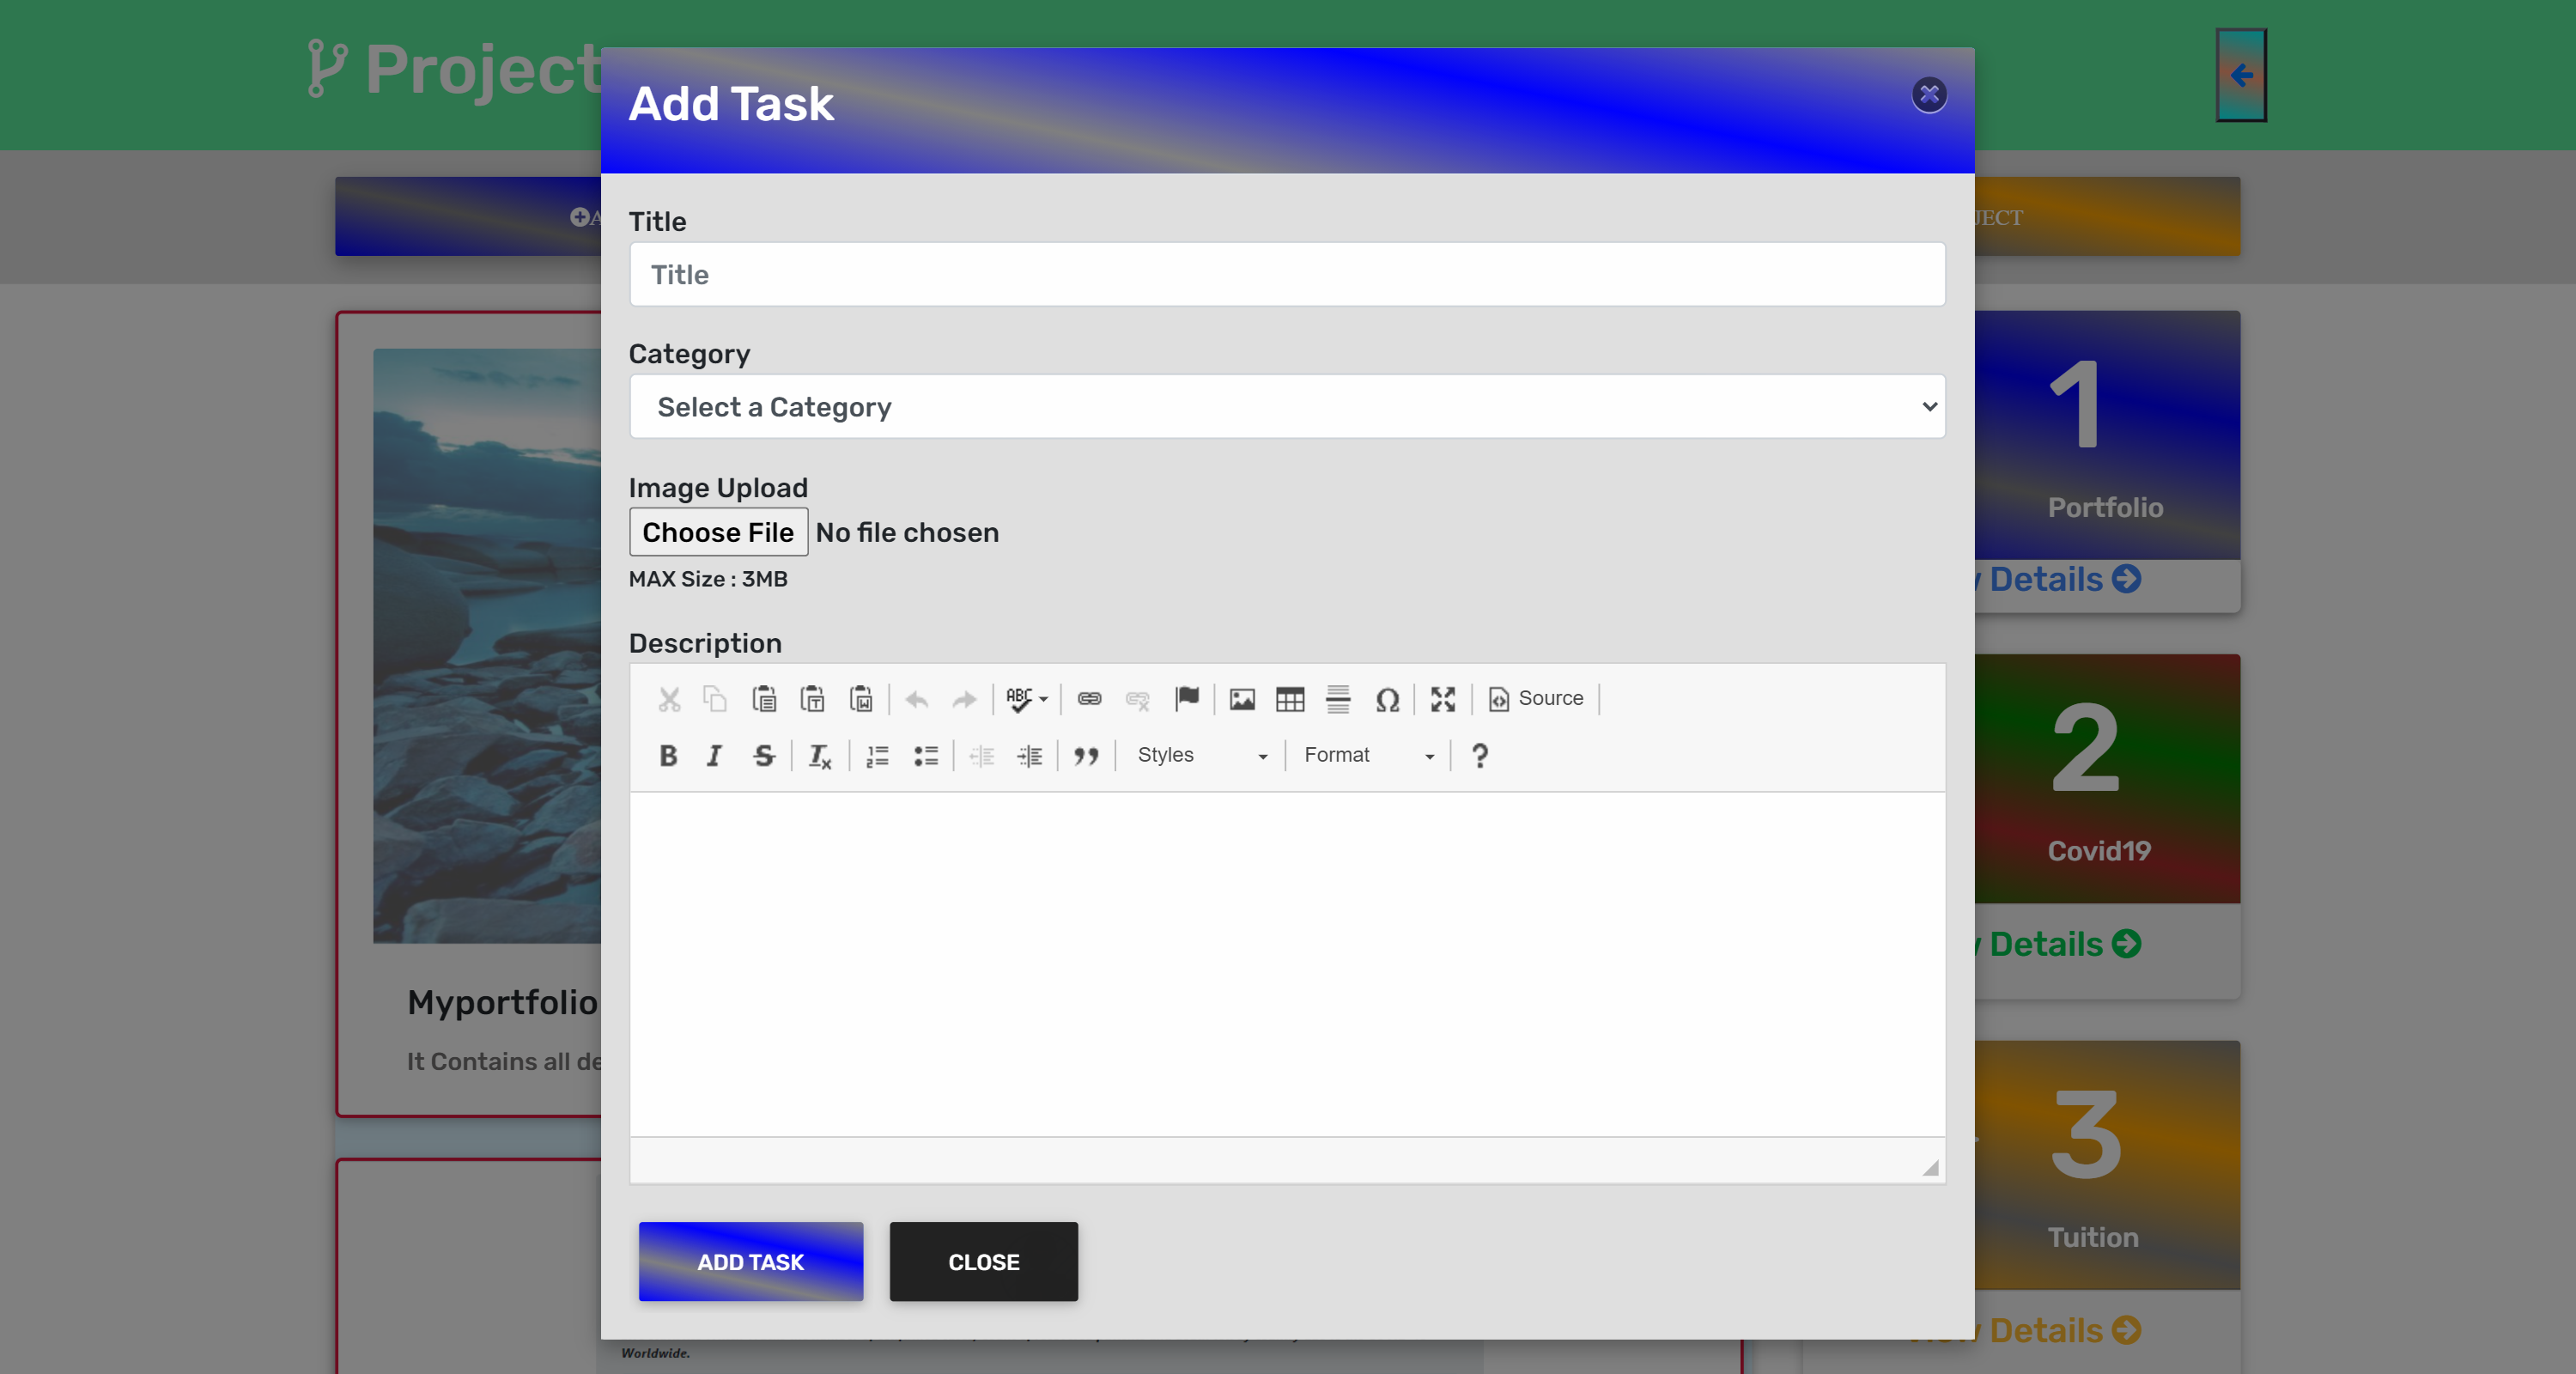 Project
Add Task
JECT
Title
Title
Category
Select a Category
Image Upload
Choose File No file chosen
MAX Size : 3MB
Description
ABC
Source
B I S Styles Format ?
ADD TASK CLOSE
Myportfolio
It Contains all de
Worldwide.
1
Portfolio
Details
2
Covid19
Details
3
Tuition
Details